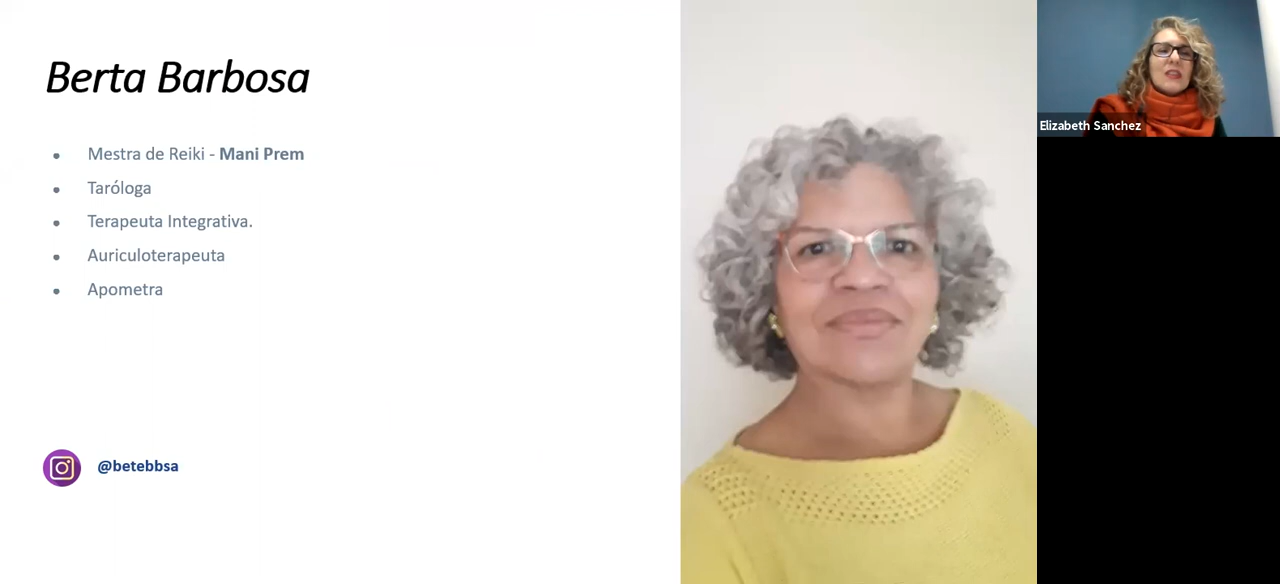 Berta Barbosa
Mestra de Reiki - Mani Prem
Taróloga
Terapeuta Integrativa.
Auriculoterapeuta
Apometra
@betebbsa
Elizabeth Sanchez